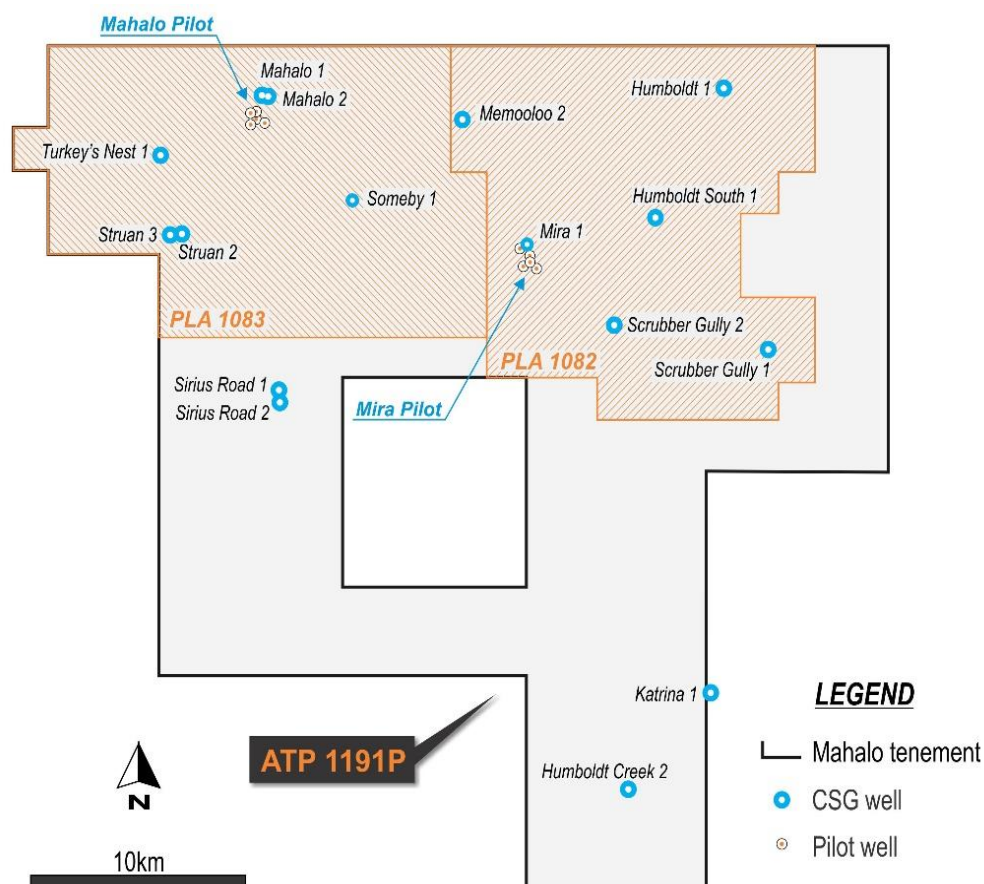 Mahalo Pilot
Mahalo 1
Mahalo 2
Humboldt 1
Memooloo 2
Turkey's Nest 1
Someby 1
Humboldt South 1
Struan 3
Struan 2
Mira 1
PLA 1083
Scrubber Gully 2
PLA 1082
Scrubber Gully 1
Sirius Road 1
Sirius Road 2
Mira Pilot
Katrina 1
LEGEND
Mahalo tenement
ATP 1191P
Humboldt Creek 2
CSG well
N
Pilot well
10km